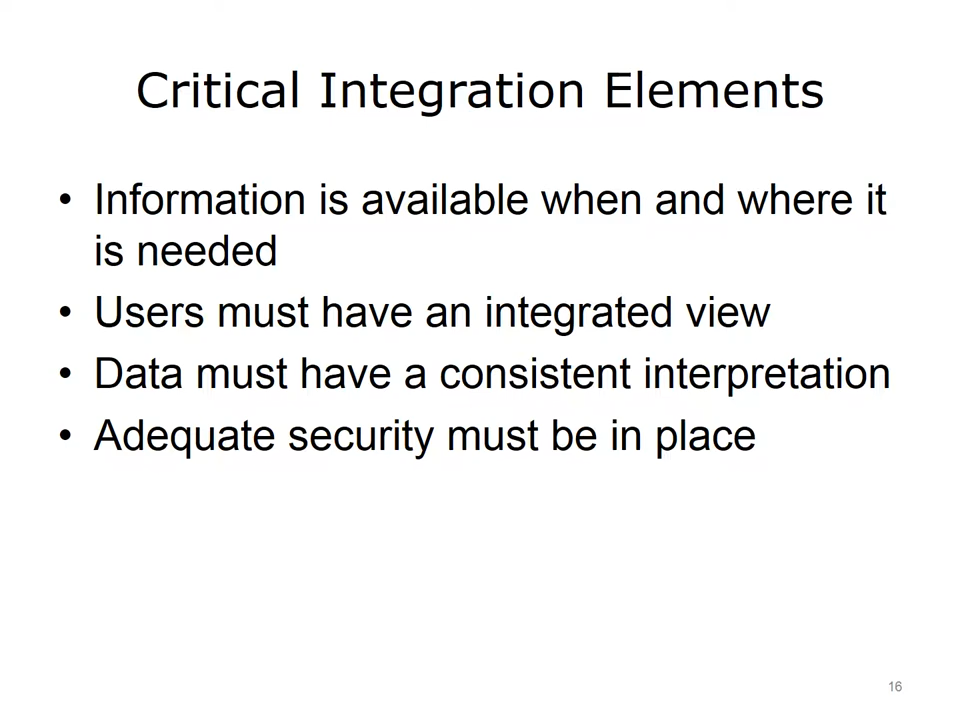 Critical Integration Elements
• Information is available when and where it
is needed
• Users must have an integrated view
• Data must have a consistent interpretation
• Adequate security must be in place
16